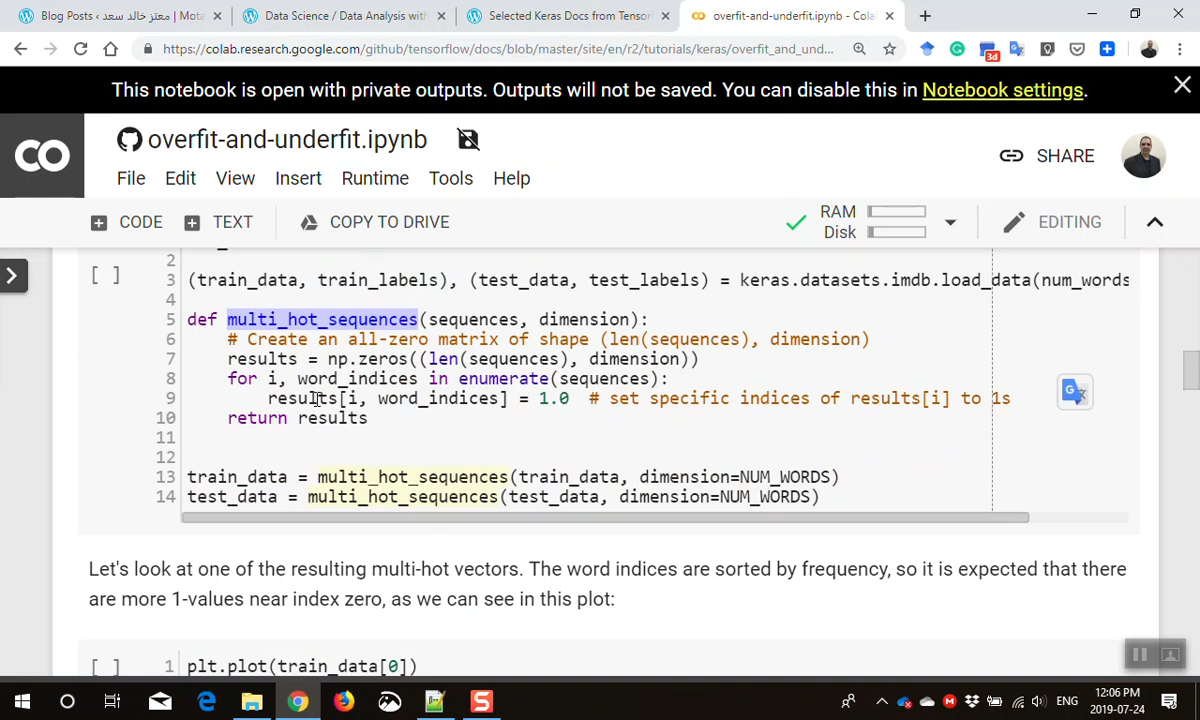 Blog Posts ‹ معتز خالد سعد | Mota
Data Science / Data Analysis with
Selected Keras Docs from Tensor
overfit-and-underfit.ipynb - Cola
https://colab.research.google.com/github/tensorflow/docs/blob/master/site/en/r2/tutorials/keras/overfit_and_und...
3d
This notebook is open with private outputs. Outputs will not be saved. You can disable this in Notebook settings.
CO
overfit-and-underfit.ipynb
SHARE
File Edit View Insert Runtime Tools Help
CODE TEXT COPY TO DRIVE
RAM
Disk
EDITING
2
[ ] 3 (train_data, train_labels), (test_data, test_labels) = keras.datasets.imdb.load_data(num_words
4
5 def multi_hot_sequences(sequences, dimension):
6 # Create an all-zero matrix of shape (len(sequences), dimension)
7 results = np.zeros((len(sequences), dimension))
8 for i, word_indices in enumerate(sequences):
9 results[i, word_indices] = 1.0 # set specific indices of results[i] to 1s
10 return results
11
12
13 train_data = multi_hot_sequences(train_data, dimension=NUM_WORDS)
14 test_data = multi_hot_sequences(test_data, dimension=NUM_WORDS)
Let's look at one of the resulting multi-hot vectors. The word indices are sorted by frequency, so it is expected that there
are more 1-values near index zero, as we can see in this plot:
[ ] 1 plt.plot(train_data[0])
ENG
12:06 PM
2019-07-24